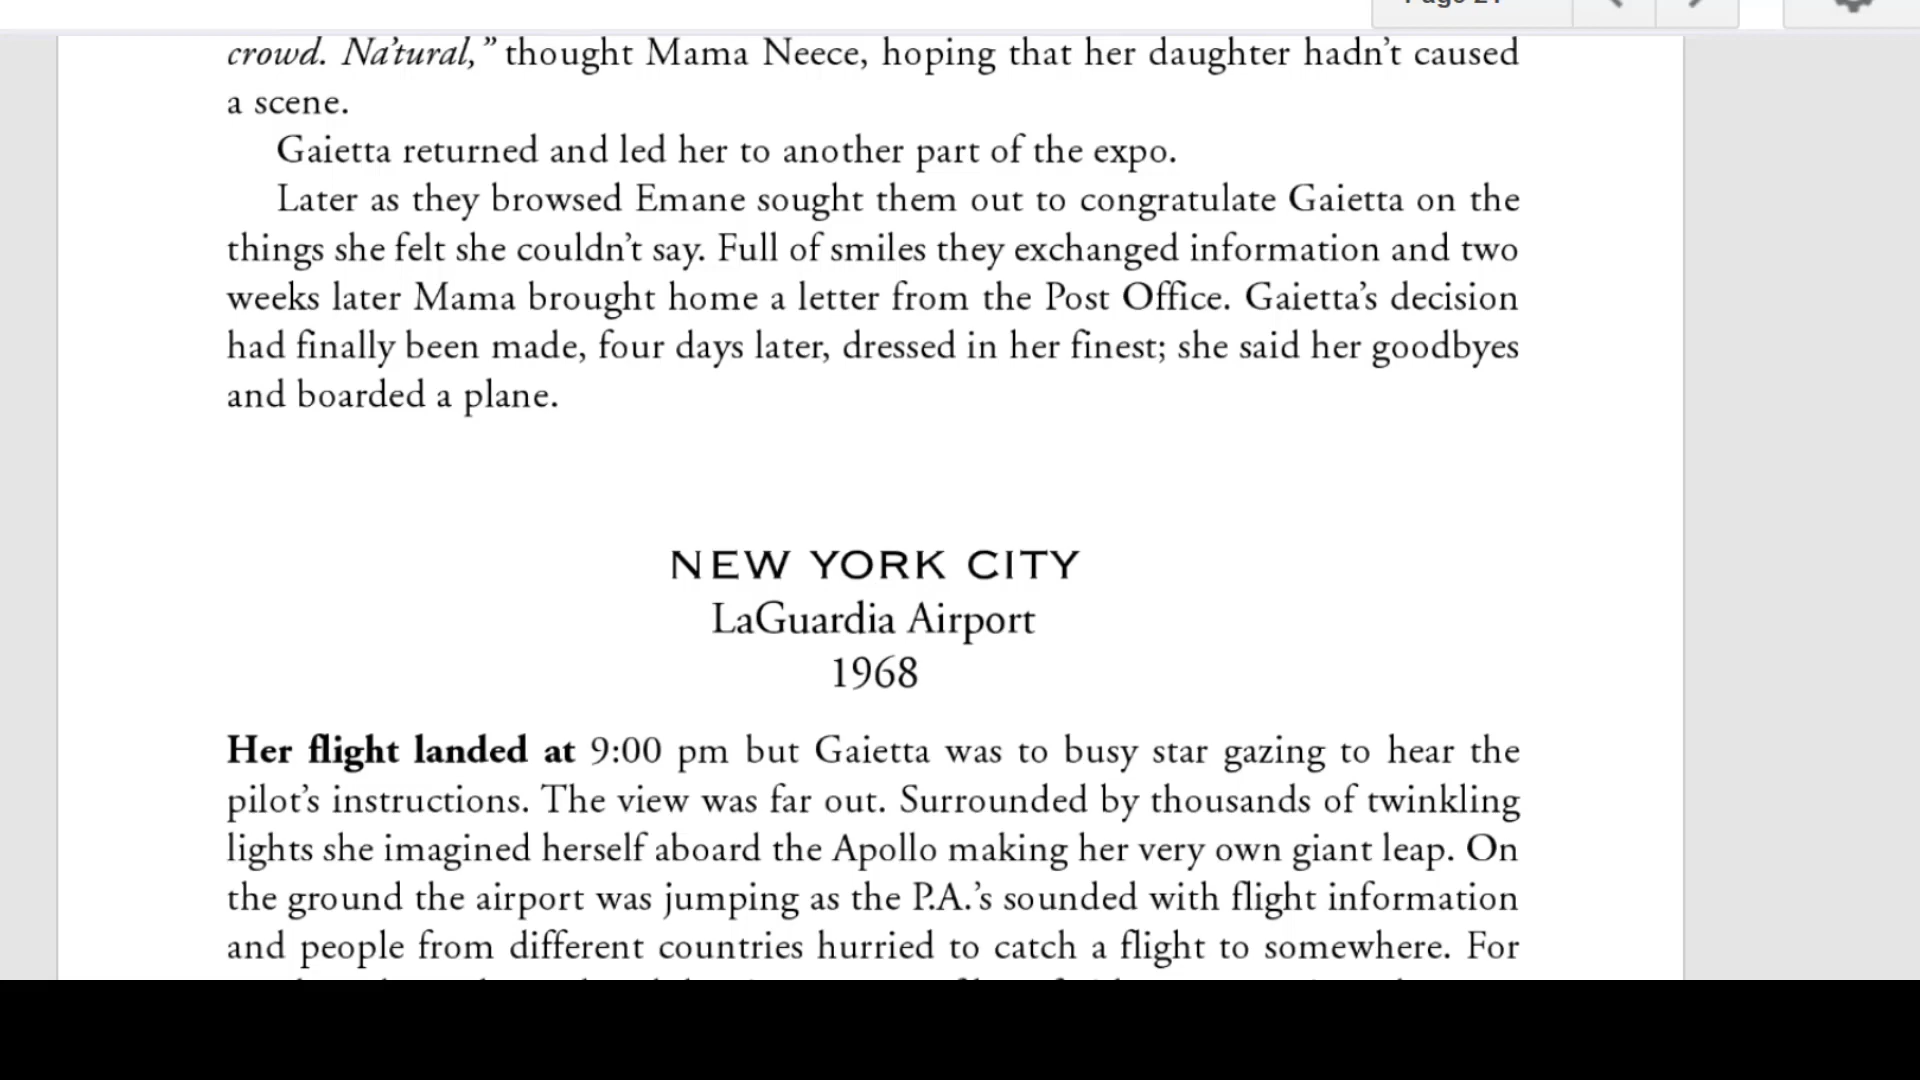 crowd. Na’tural,” thought Mama Neece, hoping that her daughter hadn’t caused
a scene.
Gaietta returned and led her to another part of the expo.
Later as they browsed Emane sought them out to congratulate Gaietta on the
things she felt she couldn’t say. Full of smiles they exchanged information and two
weeks later Mama brought home a letter from the Post Office. Gaietta’s decision
had finally been made, four days later, dressed in her finest; she said her goodbyes
and boarded a plane.
NEW YORK CITY
LaGuardia Airport
1968
Her flight landed at 9:00 pm but Gaietta was to busy star gazing to hear the
pilot’s instructions. The view was far out. Surrounded by thousands of twinkling
lights she imagined herself aboard the Apollo making her very own giant leap. On
the ground the airport was jumping as the P.A.’s sounded with flight information
and people from different countries hurried to catch a flight to somewhere. For